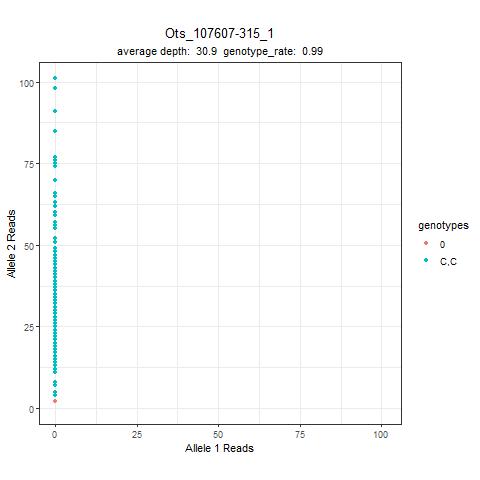 Ots_107607-315_1
average depth: 30.9 genotype_rate: 0.99
100
75
50
25
0
Allele 2 Reads
0 25 50 75 100
Allele 1 Reads
genotypes
0
C,C